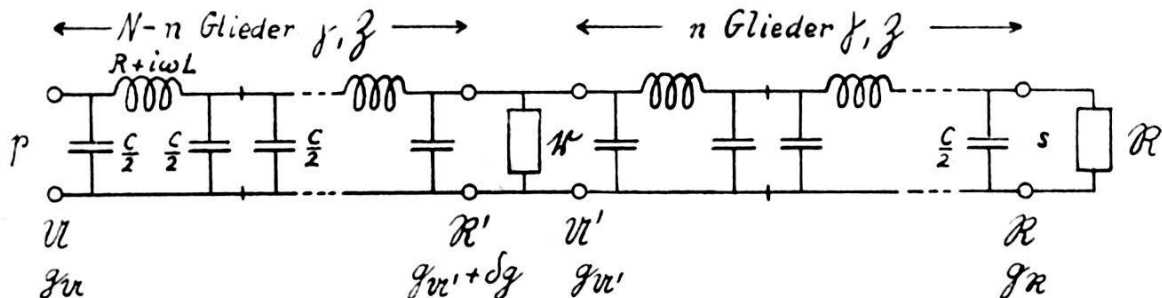 N-n Glieder γ, ℨ n Glieder γ, ℨ
R+iωL
p C/2 C/2 C/2 C/2 s ℜ
𝔄 ℜ' 𝔄' ℜ
g𝔄 g𝔄' + δg g𝔄' gℜ